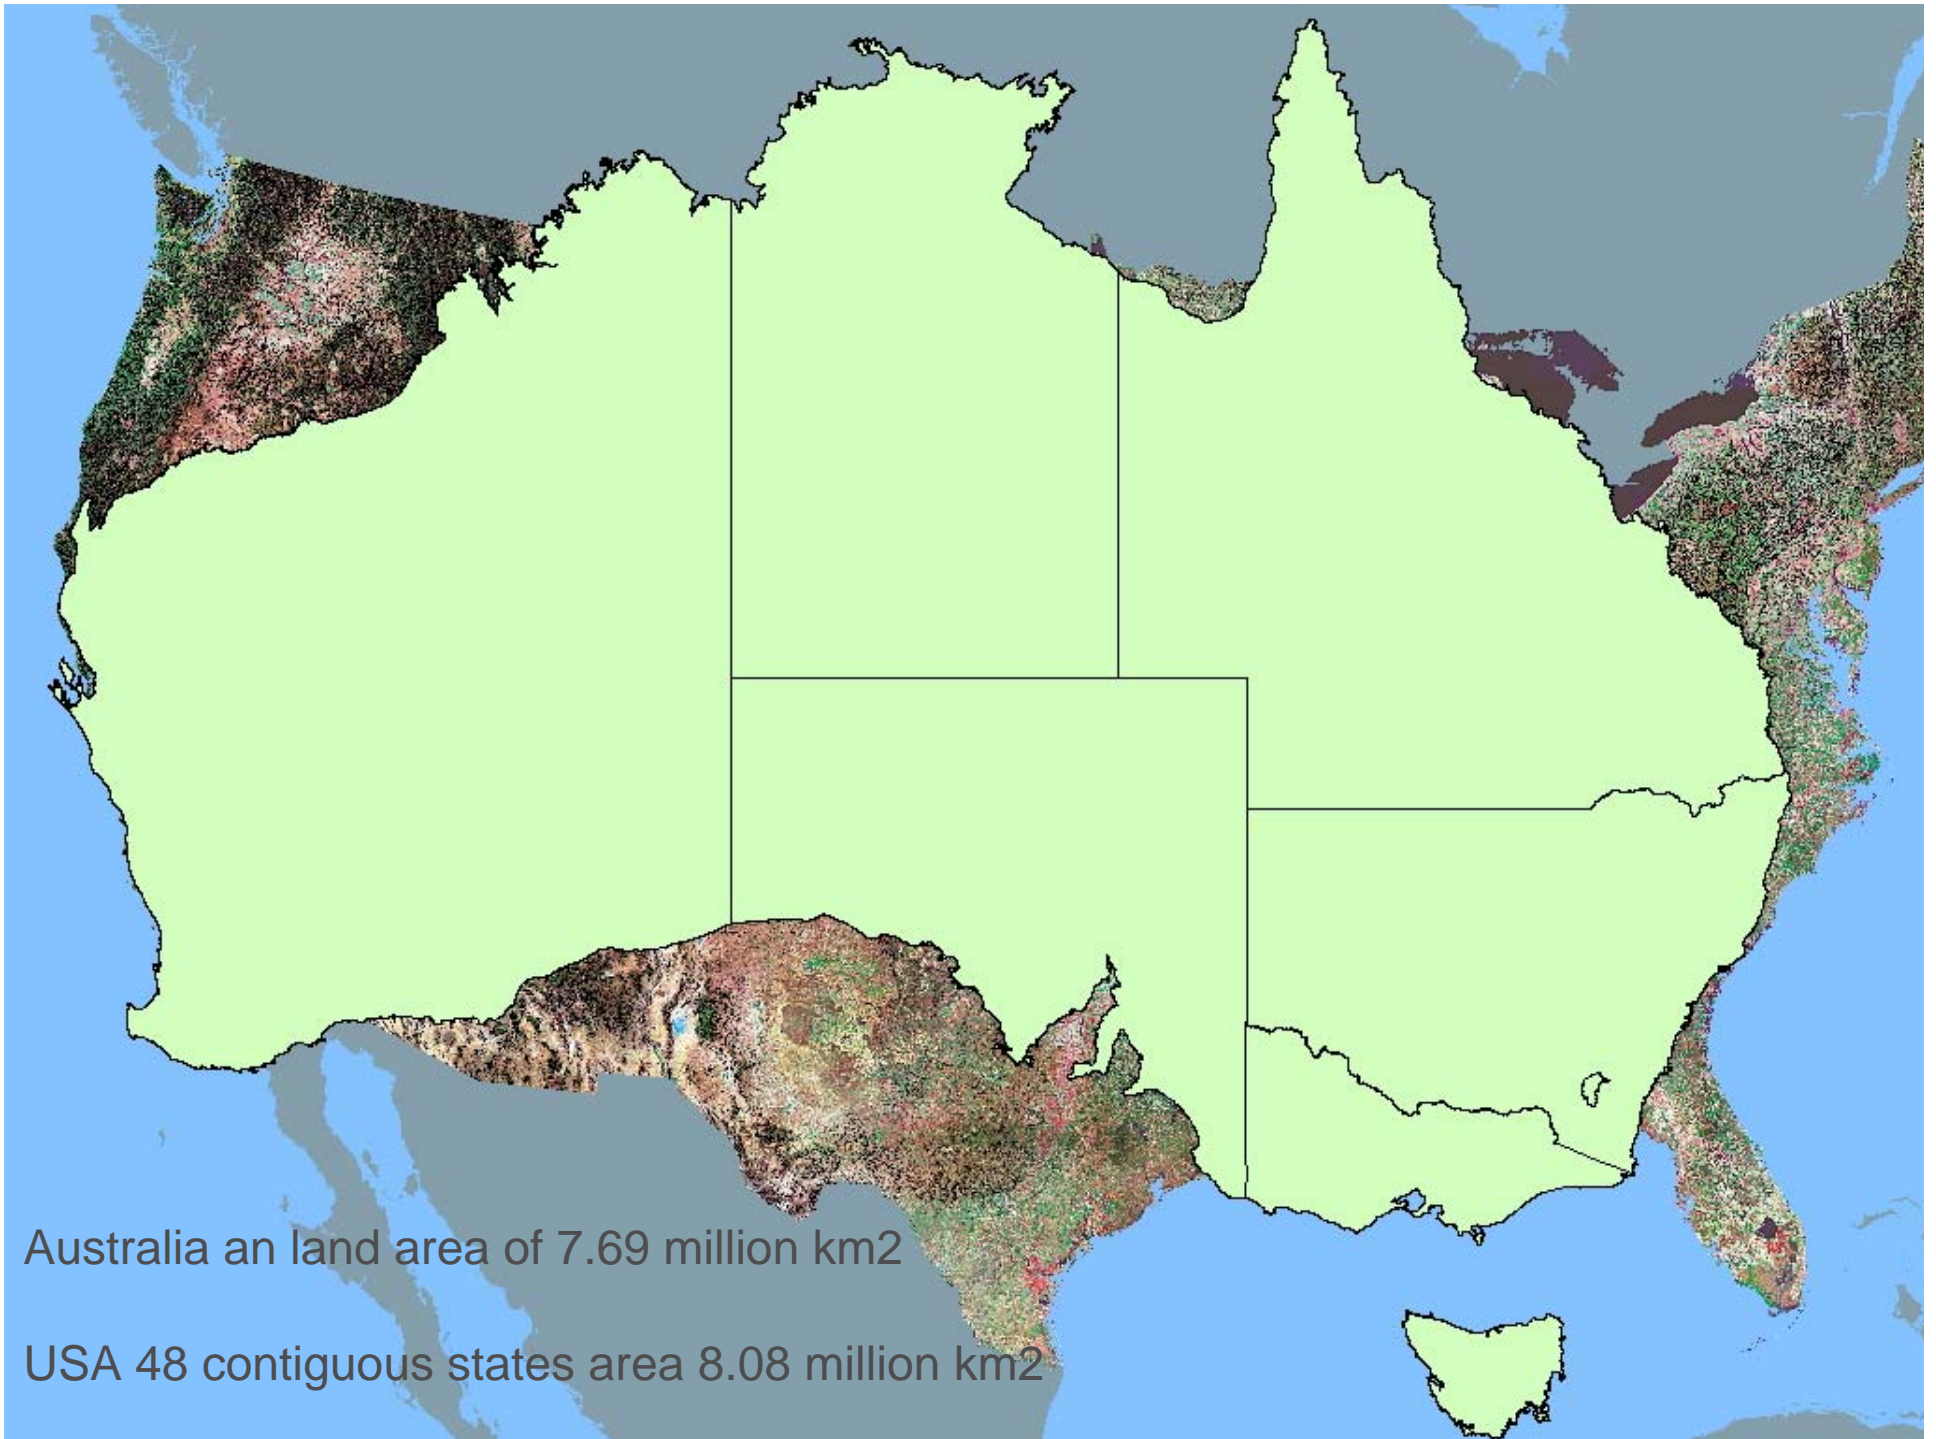 Australia an land area of 7.69 million km2
USA 48 contiguous states area 8.08 million km2